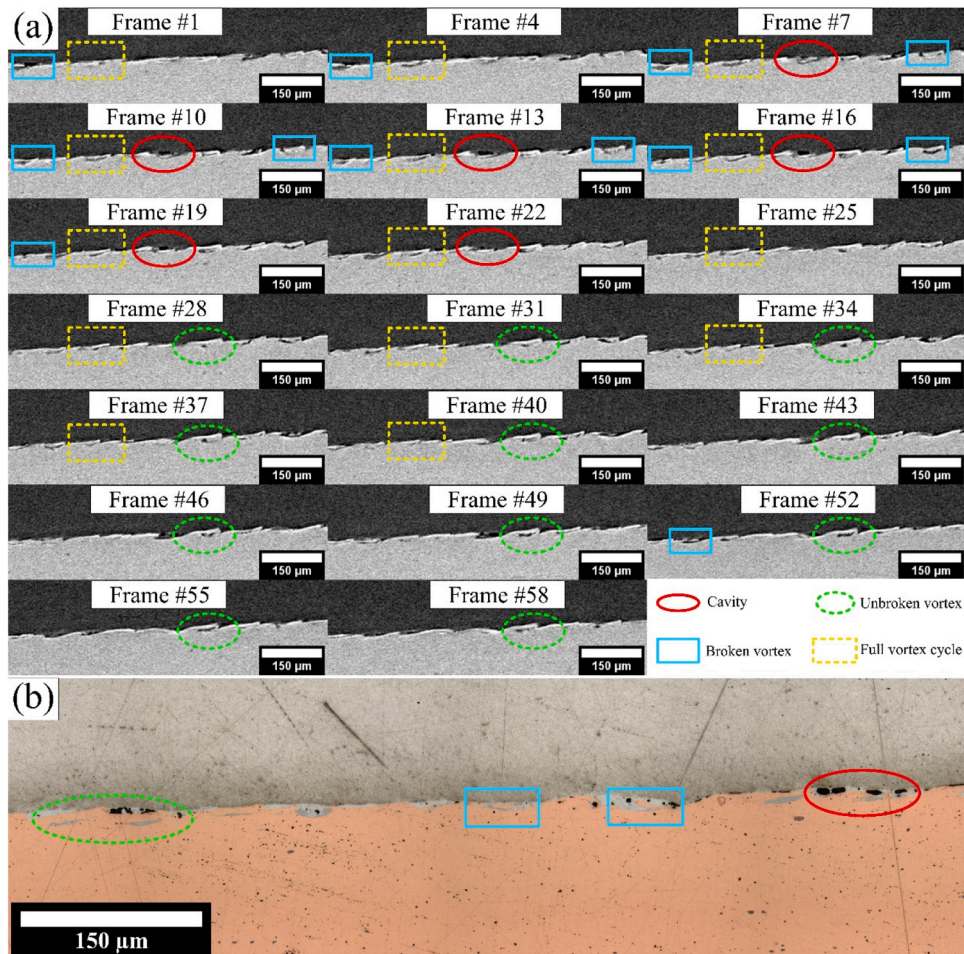 (a)
Frame #1
Frame #4
Frame #7
150 µm
150 µm
150 µm
Frame #10
Frame #13
Frame #16
150 µm
150 µm
150 µm
Frame #19
Frame #22
Frame #25
150 µm
150 µm
150 µm
Frame #28
Frame #31
Frame #34
150 µm
150 µm
150 µm
Frame #37
Frame #40
Frame #43
150 µm
150 µm
150 µm
Frame #46
Frame #49
Frame #52
150 µm
150 µm
150 µm
Frame #55
Frame #58
150 µm
150 µm
Cavity
Unbroken vortex
Broken vortex
Full vortex cycle
(b)
150 µm